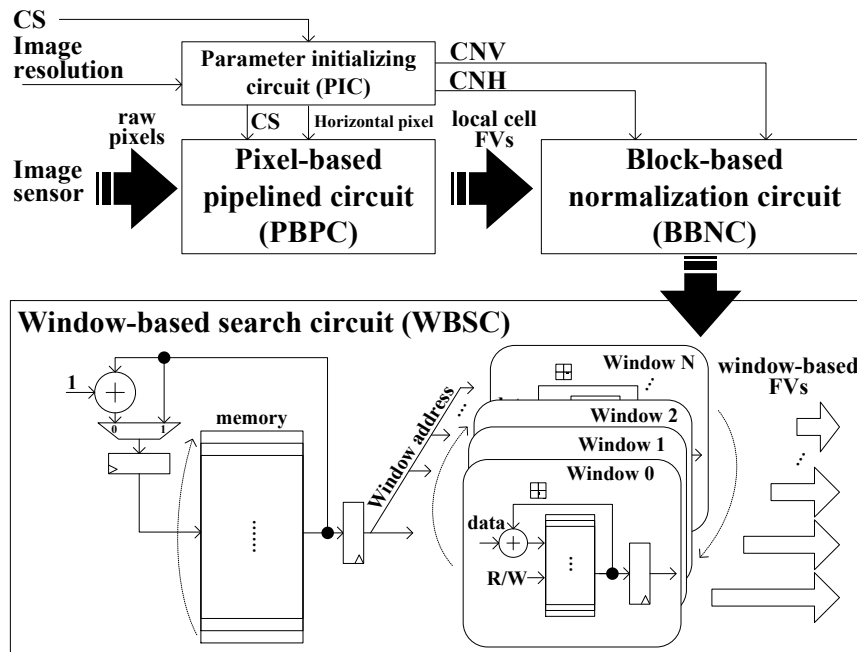 CS
Image
resolution
Parameter initializing
circuit (PIC)
CNV
CNH
CS
Horizontal pixel
raw
pixels
local cell
FVs
Image
sensor
Pixel-based
pipelined circuit
(PBPC)
Block-based
normalization circuit
(BBNC)
Window-based search circuit (WBSC)
1
0
1
memory
Window address
Window N
Window 2
Window 1
Window 0
data
R/W
window-based
FVs